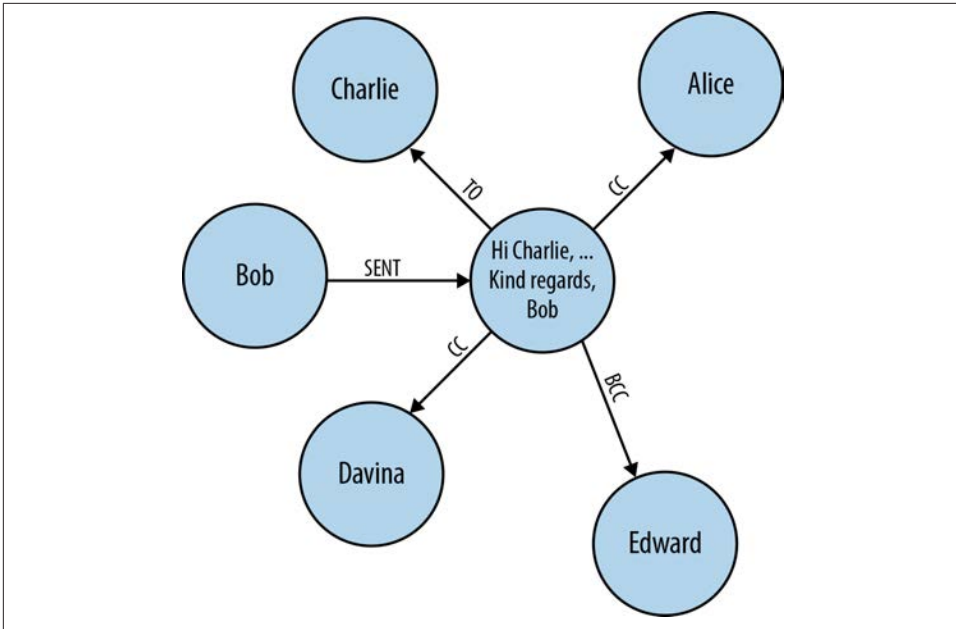 Charlie
Alice
TO
CC
Hi Charlie, ...
Kind regards,
Bob
Bob
SENT
CC
BCC
Davina
Edward